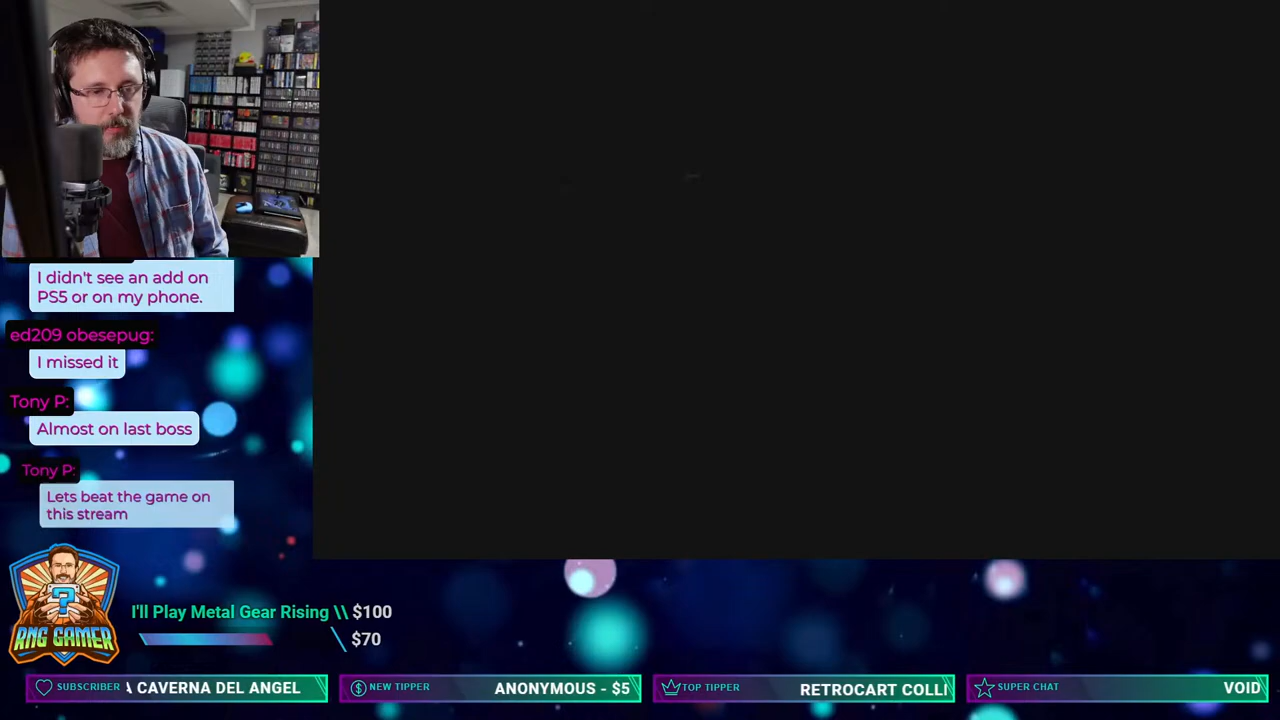 I didn't see an add on
PS5 or on my phone.
ed209 obesepug:
I missed it
Tony P:
Almost on last boss
Tony P:
Lets beat the game on
this stream
RNG GAMER
I'll Play Metal Gear Rising \\ $100
$70
SUBSCRIBER A CAVERNA DEL ANGEL
NEW TIPPER ANONYMOUS - $5
TOP TIPPER RETROCART COLLI
SUPER CHAT VOID